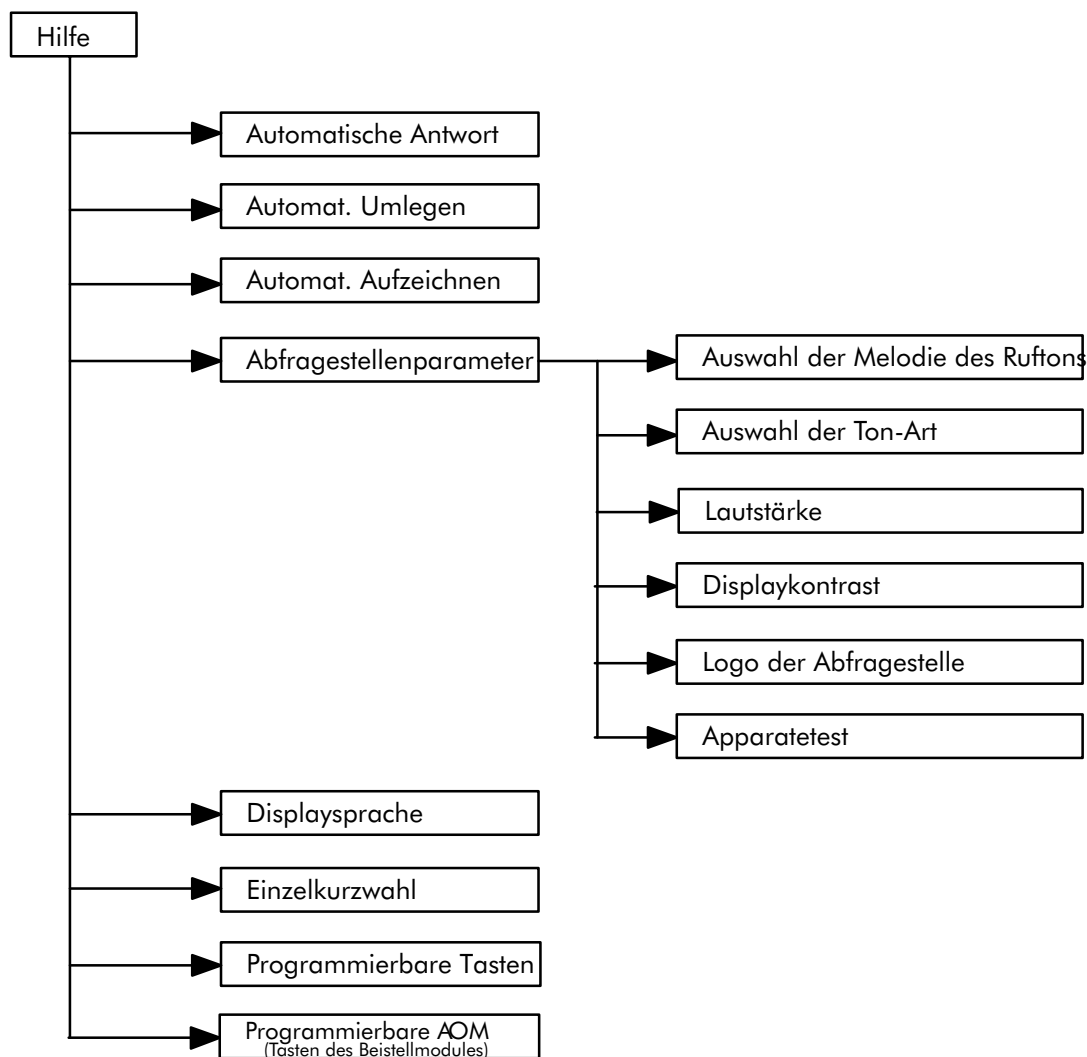 Hilfe
Automatische Antwort
Automat. Umlegen
Automat. Aufzeichnen
Abfragestellenparameter
Auswahl der Melodie des Ruftons
Auswahl der Ton-Art
Lautstärke
Displaykontrast
Logo der Abfragestelle
Apparatetest
Displaysprache
Einzelkurzwahl
Programmierbare Tasten
Programmierbare AOM
(Tasten des Beistellmodules)